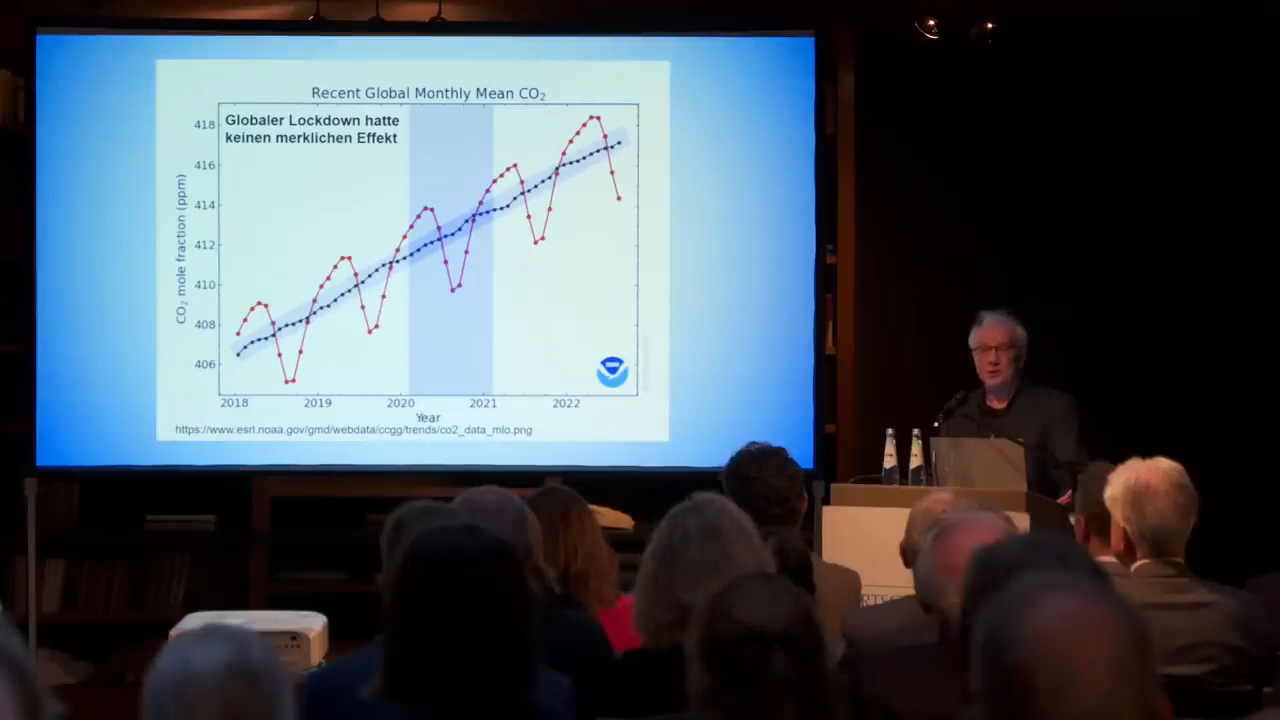 Recent Global Monthly Mean CO₂
Globaler Lockdown hatte
keinen merklichen Effekt
418
416
414
412
410
408
406
CO₂ mole fraction (ppm)
2018 2019 2020 2021 2022
Year
https://www.esrl.noaa.gov/gmd/webdata/ccgg/trends/co2_data_mlo.png